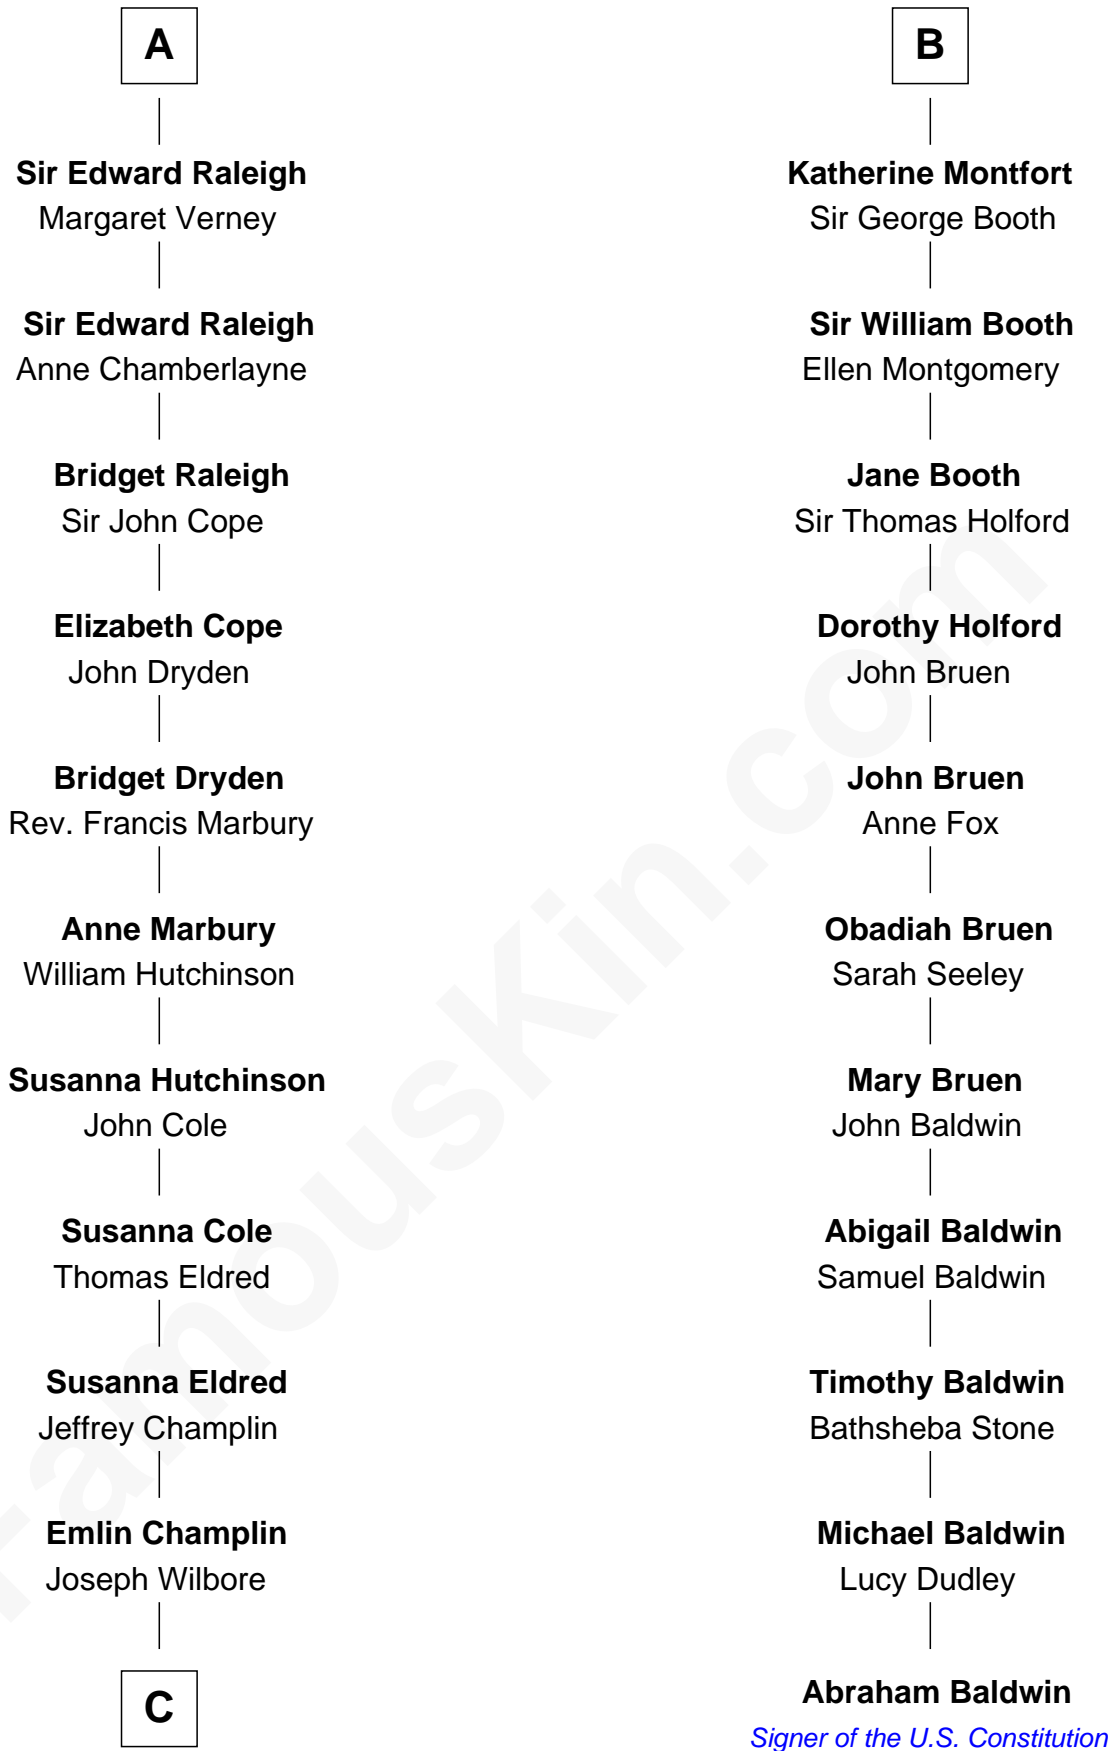 A
Sir Edward Raleigh
Margaret Verney
Sir Edward Raleigh
Anne Chamberlayne
Bridget Raleigh
Sir John Cope
Elizabeth Cope
John Dryden
Bridget Dryden
Rev. Francis Marbury
Anne Marbury
William Hutchinson
Susanna Hutchinson
John Cole
Susanna Cole
Thomas Eldred
Susanna Eldred
Jeffrey Champlin
Emlin Champlin
Joseph Wilbore
C
B
Katherine Montfort
Sir George Booth
Sir William Booth
Ellen Montgomery
Jane Booth
Sir Thomas Holford
Dorothy Holford
John Bruen
John Bruen
Anne Fox
Obadiah Bruen
Sarah Seeley
Mary Bruen
John Baldwin
Abigail Baldwin
Samuel Baldwin
Timothy Baldwin
Bathsheba Stone
Michael Baldwin
Lucy Dudley
Abraham Baldwin
Signer of the U.S. Constitution
FamousKin.com